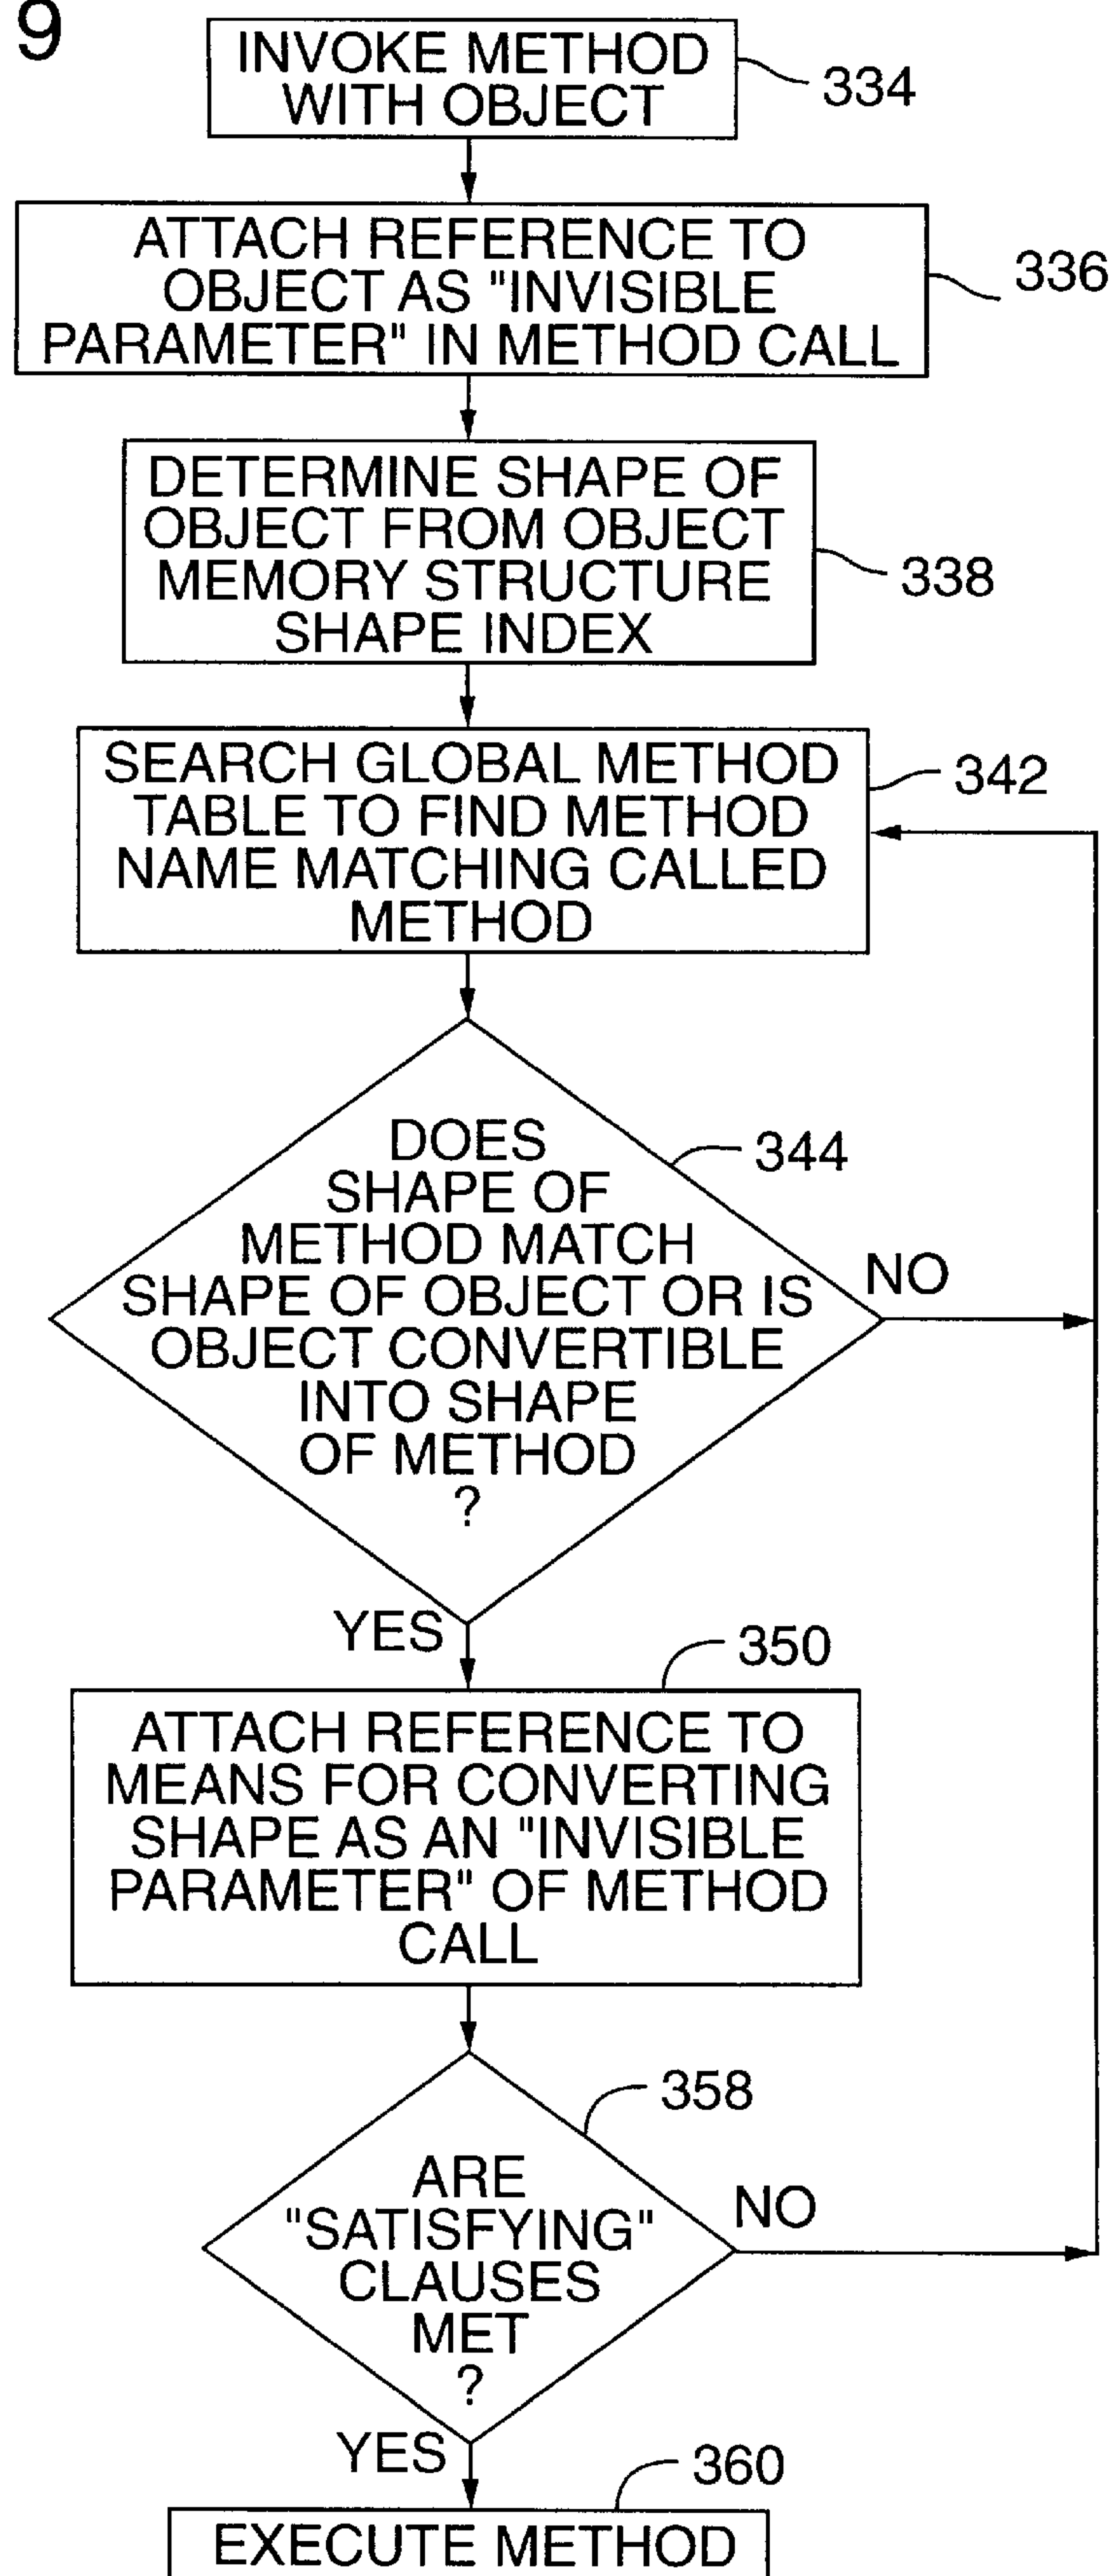 9
INVOKE METHOD
WITH OBJECT
334
ATTACH REFERENCE TO
OBJECT AS "INVISIBLE
PARAMETER" IN METHOD CALL
336
DETERMINE SHAPE OF
OBJECT FROM OBJECT
MEMORY STRUCTURE
SHAPE INDEX
338
SEARCH GLOBAL METHOD
TABLE TO FIND METHOD
NAME MATCHING CALLED
METHOD
342
DOES
SHAPE OF
METHOD MATCH
SHAPE OF OBJECT OR IS
OBJECT CONVERTIBLE
INTO SHAPE
OF METHOD
?
344
NO
YES
350
ATTACH REFERENCE TO
MEANS FOR CONVERTING
SHAPE AS AN "INVISIBLE
PARAMETER" OF METHOD
CALL
358
ARE
"SATISFYING"
CLAUSES
MET
?
NO
YES
360
EXECUTE METHOD